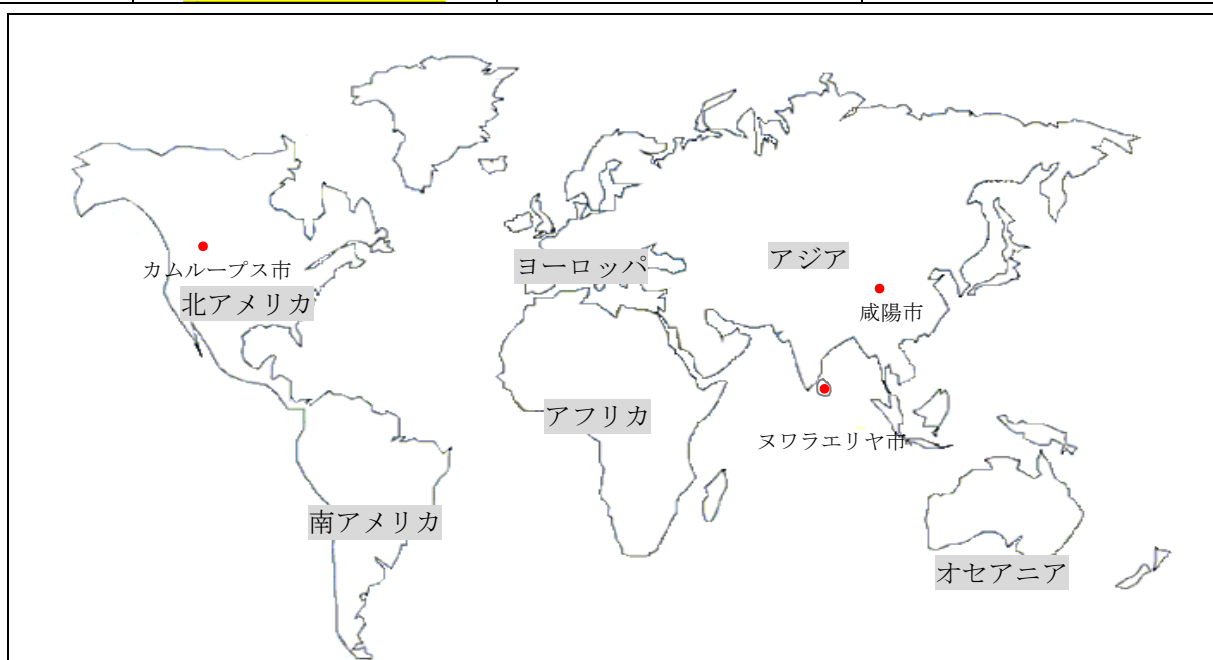 アジア
ヨーロッパ
カムループス市
北アメリカ
咸陽市
アフリカ
ヌワラエリヤ市
南アメリカ
オセアニア